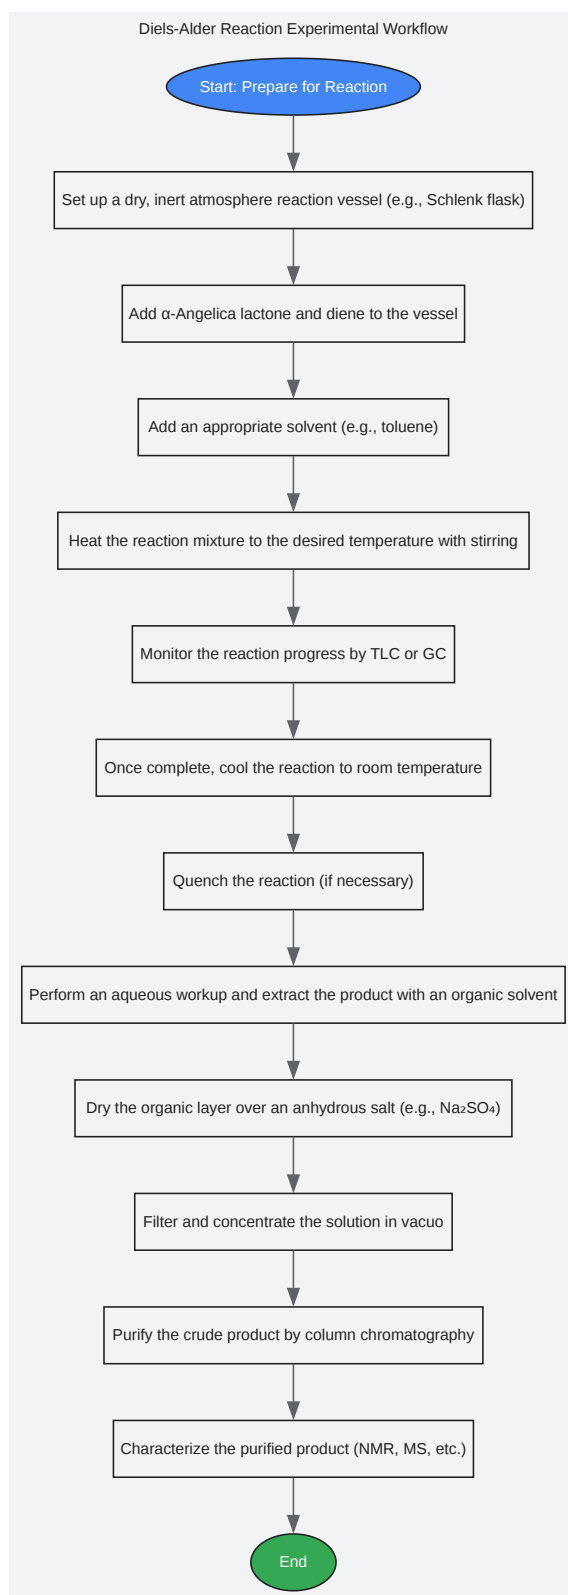 Diels-Alder Reaction Experimental Workflow
Start: Prepare for Reaction
Set up a dry, inert atmosphere reaction vessel (e.g., Schlenk flask)
Add α-Angelica lactone and diene to the vessel
Add an appropriate solvent (e.g., toluene)
Heat the reaction mixture to the desired temperature with stirring
Monitor the reaction progress by TLC or GC
Once complete, cool the reaction to room temperature
Quench the reaction (if necessary)
Perform an aqueous workup and extract the product with an organic solvent
Dry the organic layer over an anhydrous salt (e.g., Na₂SO₄)
Filter and concentrate the solution in vacuo
Purify the crude product by column chromatography
Characterize the purified product (NMR, MS, etc.)
End